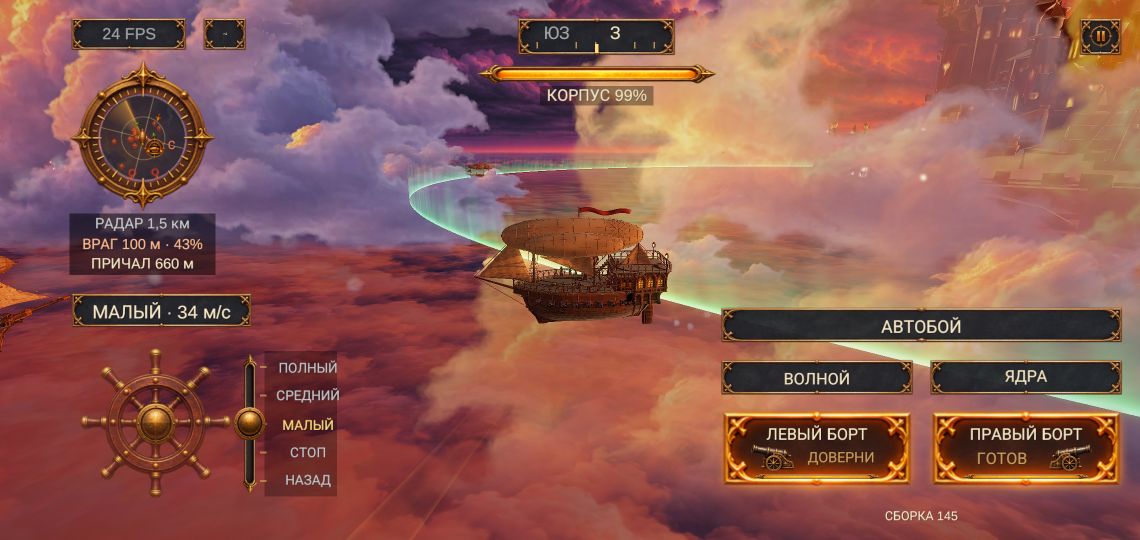 24 FPS
ЮЗ З
КОРПУС 99%
С
РАДАР 1,5 км
ВРАГ 100 м · 43%
ПРИЧАЛ 660 м
МАЛЫЙ · 34 м/с
ПОЛНЫЙ
СРЕДНИЙ
МАЛЫЙ
СТОП
НАЗАД
АВТОБОЙ
ВОЛНОЙ
ЯДРА
ЛЕВЫЙ БОРТ
ДОВЕРНИ
ПРАВЫЙ БОРТ
ГОТОВ
СБОРКА 145